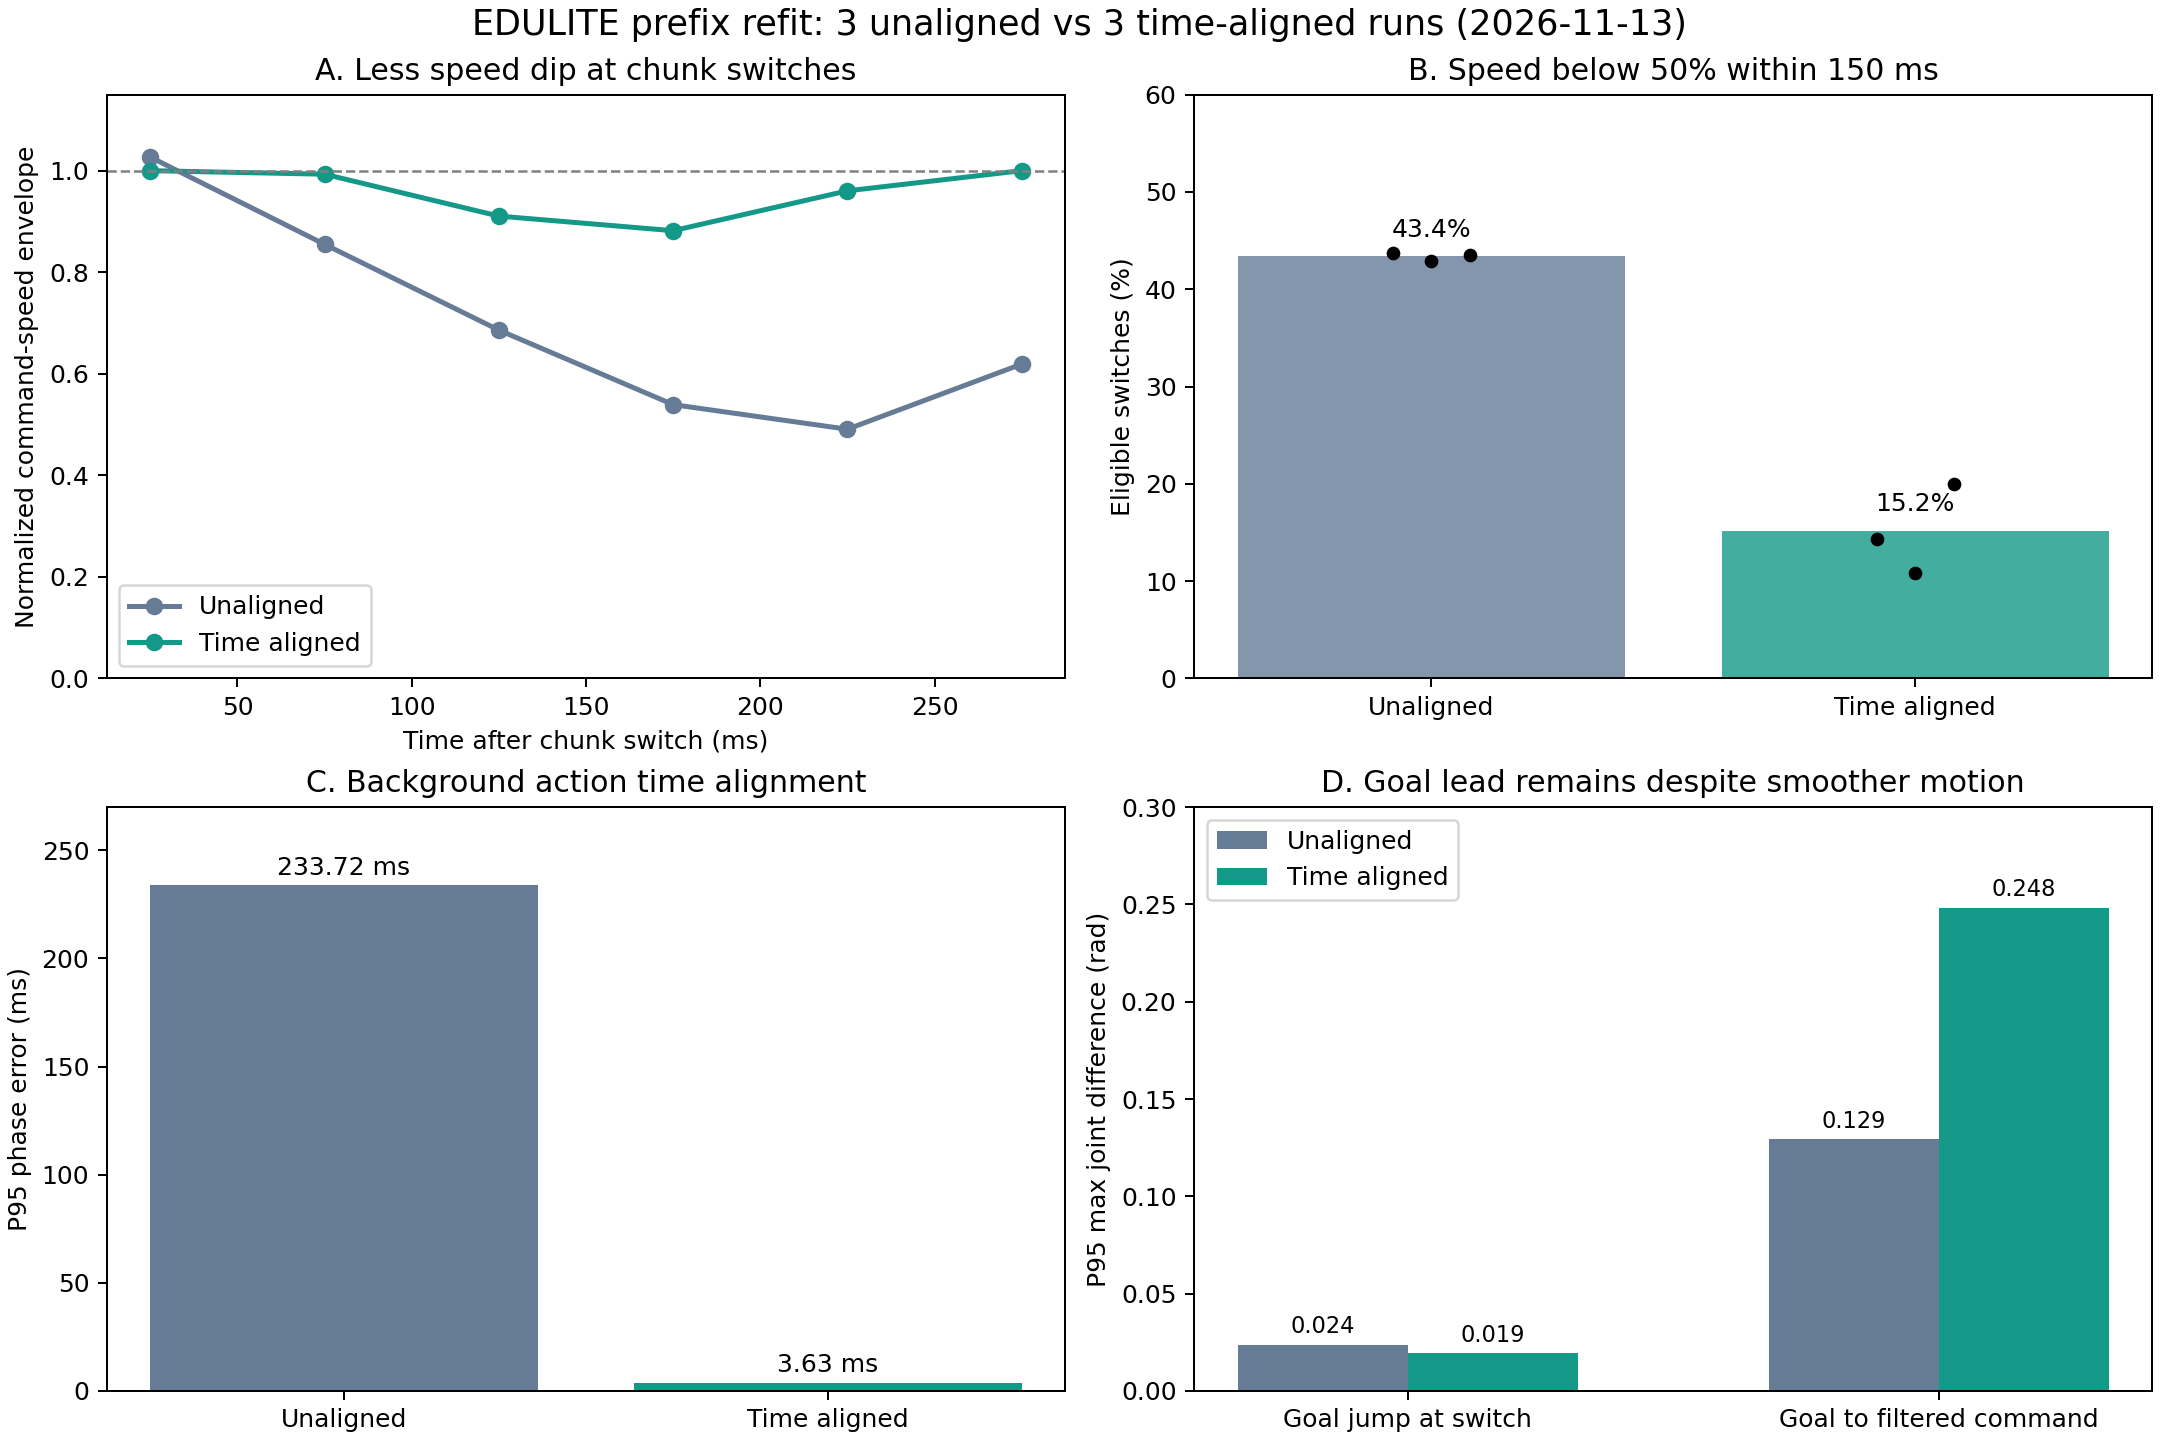 EDULITE prefix refit: 3 unaligned vs 3 time-aligned runs (2026-11-13)
A. Less speed dip at chunk switches
Normalized command-speed envelope
1.0
0.8
0.6
0.4
0.2
0.0
Unaligned
Time aligned
50
100
150
200
250
Time after chunk switch (ms)
B. Speed below 50% within 150 ms
Eligible switches (%)
60
50
40
30
20
10
0
43.4%
15.2%
Unaligned
Time aligned
C. Background action time alignment
P95 phase error (ms)
250
200
150
100
50
0
233.72 ms
3.63 ms
Unaligned
Time aligned
D. Goal lead remains despite smoother motion
P95 max joint difference (rad)
0.30
0.25
0.20
0.15
0.10
0.05
0.00
Unaligned
Time aligned
0.024
0.019
0.129
0.248
Goal jump at switch
Goal to filtered command